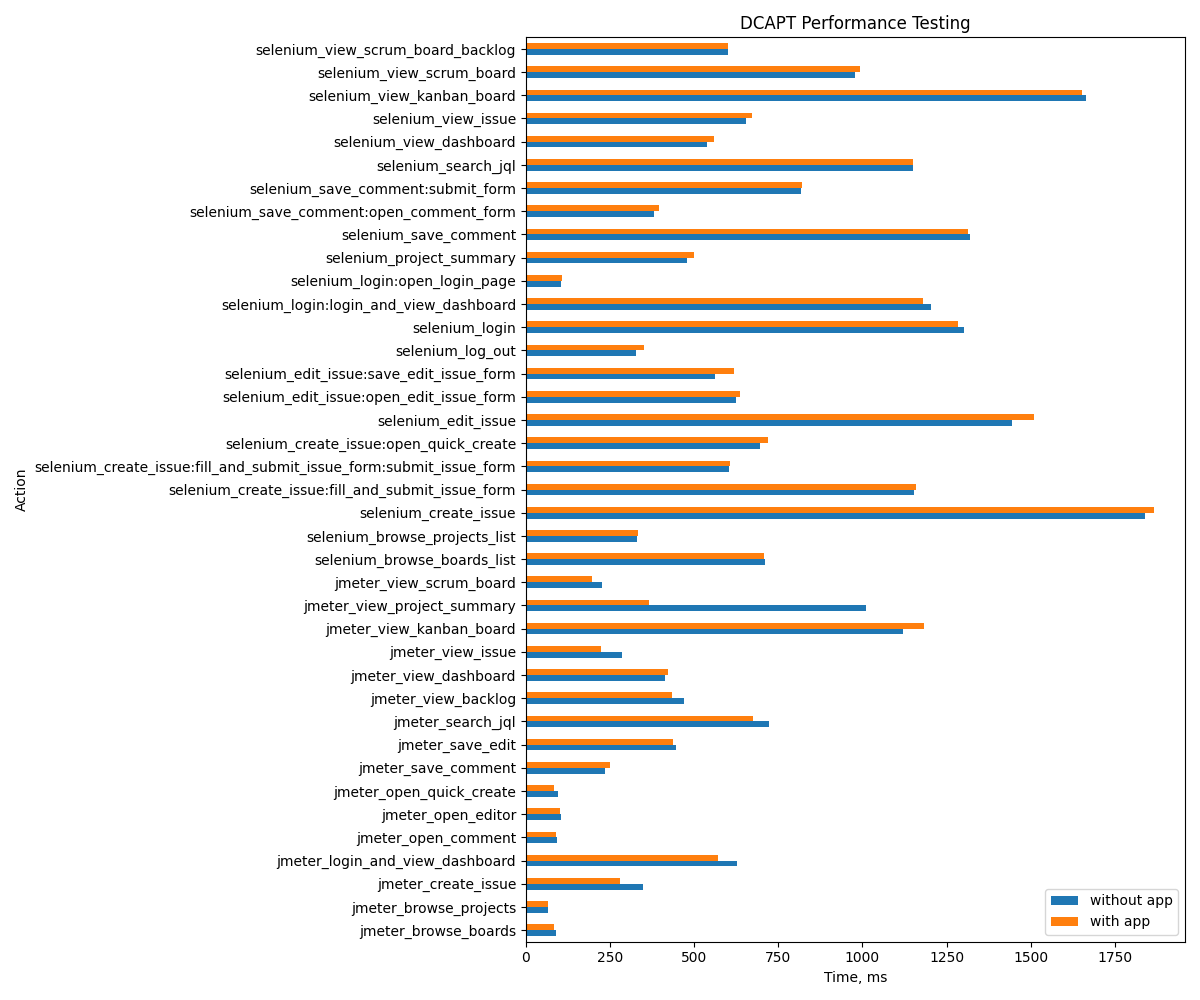 DCAPT Performance Testing
selenium_view_scrum_board_backlog
selenium_view_scrum_board
selenium_view_kanban_board
selenium_view_issue
selenium_view_dashboard
selenium_search_jql
selenium_save_comment:submit_form
selenium_save_comment:open_comment_form
selenium_save_comment
selenium_project_summary
selenium_login:open_login_page
selenium_login:login_and_view_dashboard
selenium_login
selenium_log_out
selenium_edit_issue:save_edit_issue_form
selenium_edit_issue:open_edit_issue_form
selenium_edit_issue
selenium_create_issue:open_quick_create
selenium_create_issue:fill_and_submit_issue_form:submit_issue_form
selenium_create_issue:fill_and_submit_issue_form
selenium_create_issue
selenium_browse_projects_list
selenium_browse_boards_list
jmeter_view_scrum_board
jmeter_view_project_summary
jmeter_view_kanban_board
jmeter_view_issue
jmeter_view_dashboard
jmeter_view_backlog
jmeter_search_jql
jmeter_save_edit
jmeter_save_comment
jmeter_open_quick_create
jmeter_open_editor
jmeter_open_comment
jmeter_login_and_view_dashboard
jmeter_create_issue
jmeter_browse_projects
jmeter_browse_boards
Action
without app
with app
0 250 500 750 1000 1250 1500 1750
Time, ms